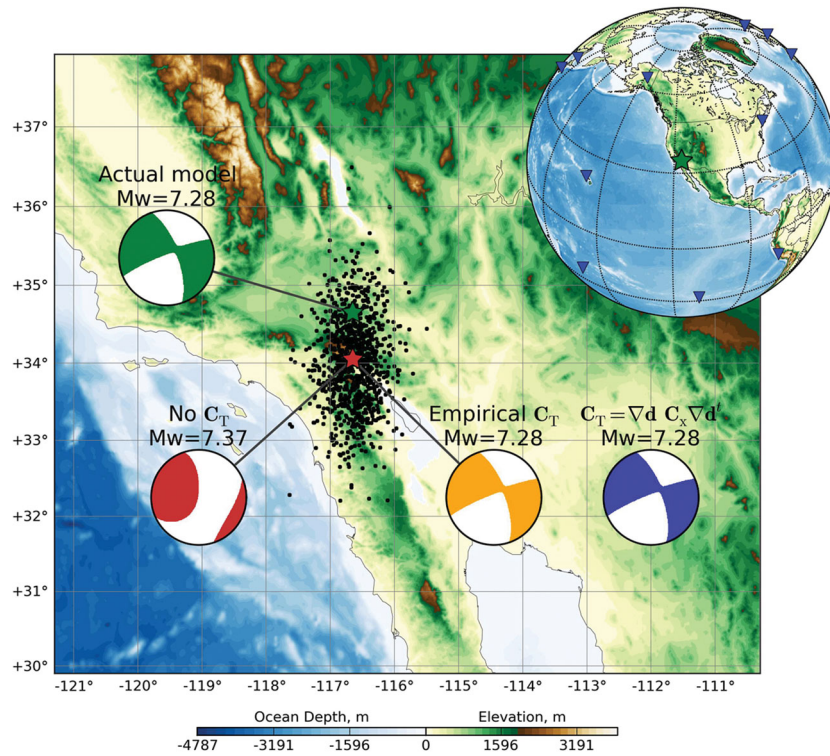 +37°
+36°
+35°
+34°
+33°
+32°
+31°
+30°
Actual model
Mw=7.28
No C_T
Mw=7.37
Empirical C_T
Mw=7.28
C_T = ∇d C_x ∇d'
Mw=7.28
-121° -120° -119° -118° -117° -116° -115° -114° -113° -112° -111°
Ocean Depth, m Elevation, m
-4787 -3191 -1596 0 1596 3191